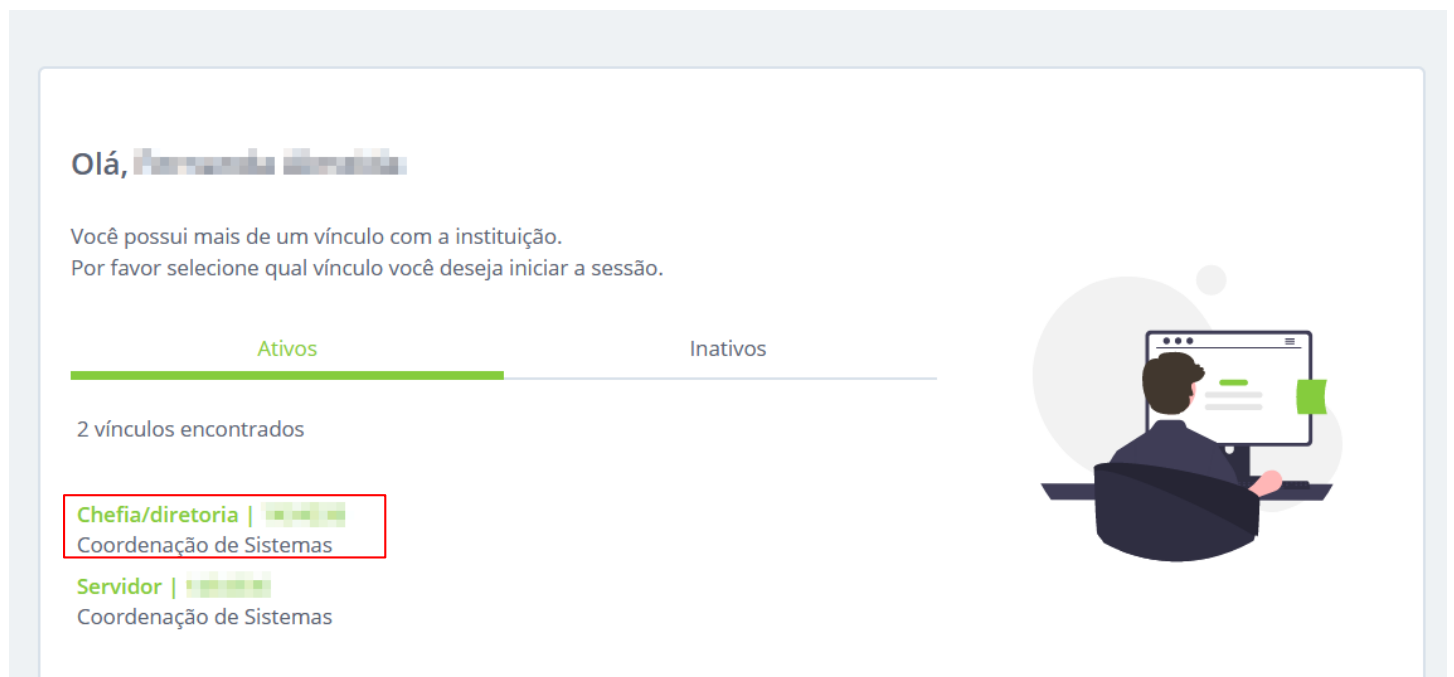 Olá,
Você possui mais de um vínculo com a instituição.
Por favor selecione qual vínculo você deseja iniciar a sessão.
Ativos
Inativos
2 vínculos encontrados
Chefia/diretoria |
Coordenação de Sistemas
Servidor |
Coordenação de Sistemas